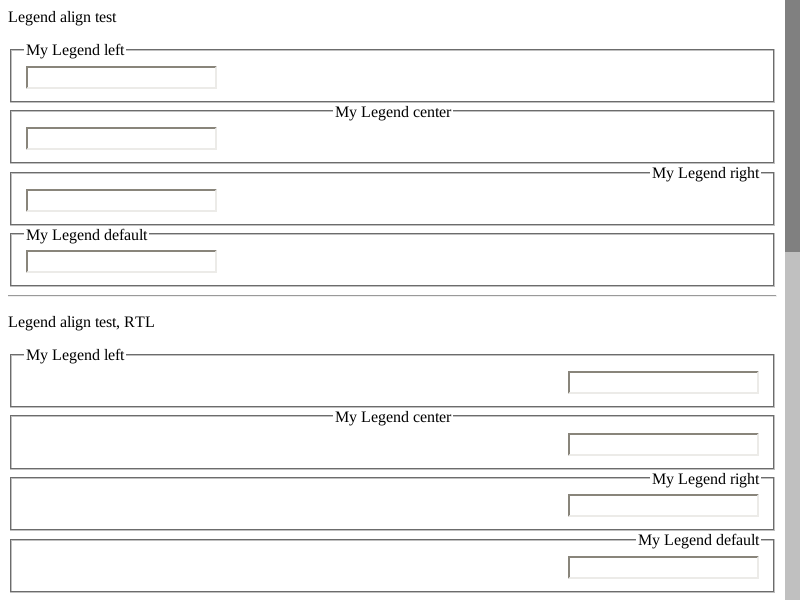 Legend align test
My Legend left
My Legend center
My Legend right
My Legend default
Legend align test, RTL
My Legend left
My Legend center
My Legend right
My Legend default